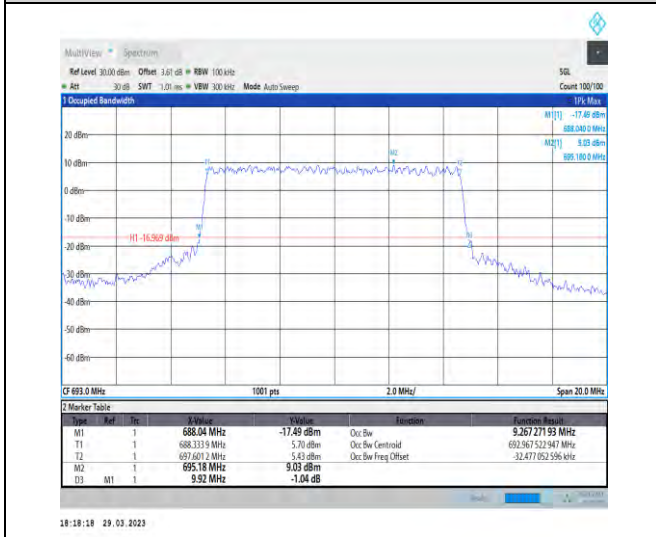 MultiView Spectrum
Ref Level 30.00 dBm Offset 3.61 dB RBW 100 kHz SGL
Att 30 dB SWT 1.01 ms VBW 300 kHz Mode Auto Sweep Count 100/100
1 Occupied Bandwidth 1Pk Max
M1[1] -17.49 dBm
688.040 0 MHz
M2[1] 9.03 dBm
695.180 0 MHz
20 dBm
M2
10 dBm
T1 T2
0 dBm
-10 dBm
M1
H1 -16.969 dBm
-20 dBm
-30 dBm
-40 dBm
-50 dBm
-60 dBm
CF 693.0 MHz 1001 pts 2.0 MHz/ Span 20.0 MHz
2 Marker Table
Type Ref Trc X-Value Y-Value Function Function Result
M1 1 688.04 MHz -17.49 dBm Occ Bw 9.267 271 93 MHz
T1 1 688.333 9 MHz 5.70 dBm Occ Bw Centroid 692.967 522 947 MHz
T2 1 697.601 2 MHz 5.43 dBm Occ Bw Freq Offset -32.477 052 596 kHz
M2 1 695.18 MHz 9.03 dBm
D3 M1 1 9.92 MHz -1.04 dB
18:18:18 29.03.2023